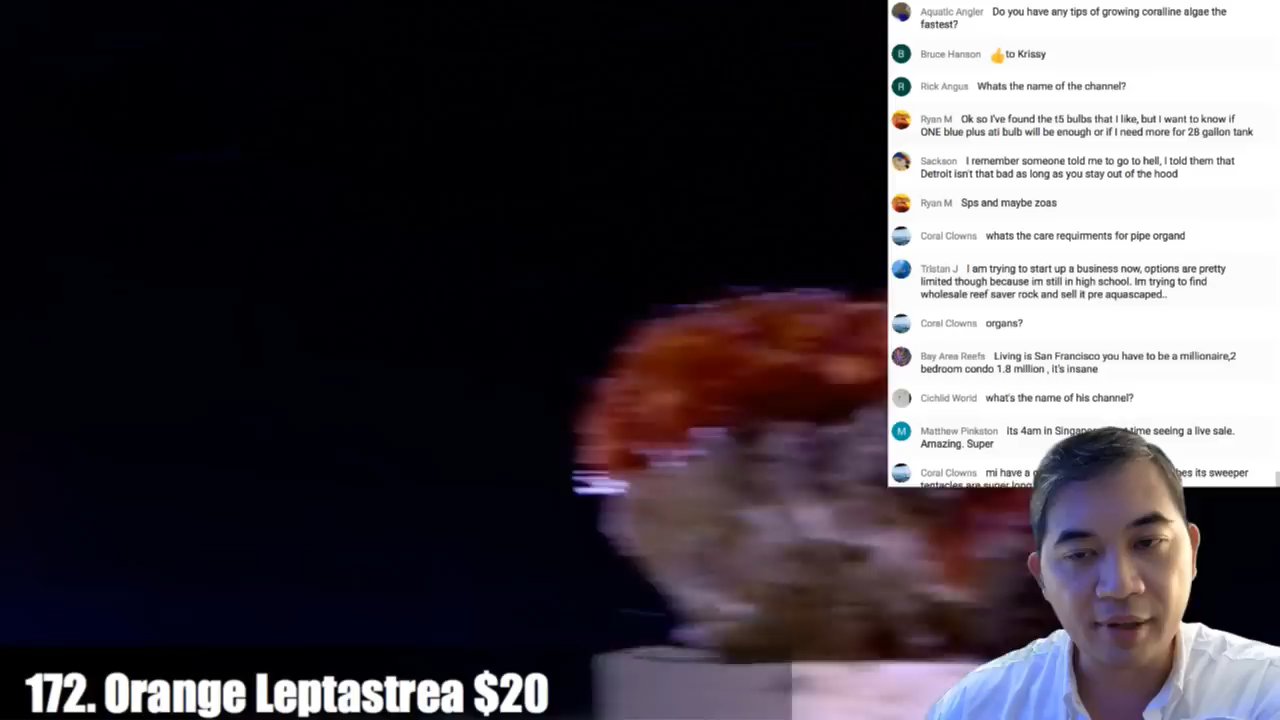 Aquatic Angler Do you have any tips of growing coralline algae the
fastest?
B Bruce Hanson 👍to Krissy
R Rick Angus Whats the name of the channel?
Ryan M Ok so I've found the t5 bulbs that I like, but I want to know if
ONE blue plus ati bulb will be enough or if I need more for 28 gallon tank
Sackson I remember someone told me to go to hell, I told them that
Detroit isn't that bad as long as you stay out of the hood
Ryan M Sps and maybe zoas
Coral Clowns whats the care requirments for pipe organd
Tristan J I am trying to start up a business now, options are pretty
limited though because im still in high school. Im trying to find
wholesale reef saver rock and sell it pre aquascaped..
Coral Clowns organs?
Bay Area Reefs Living is San Francisco you have to be a millionaire,2
bedroom condo 1.8 million , it's insane
Cichlid World what's the name of his channel?
M Matthew Pinkston its 4am in time seeing a live sale.
Amazing. Super
Coral Clowns mi have a its sweeper
tentacles are super long
172. Orange Leptastrea $20